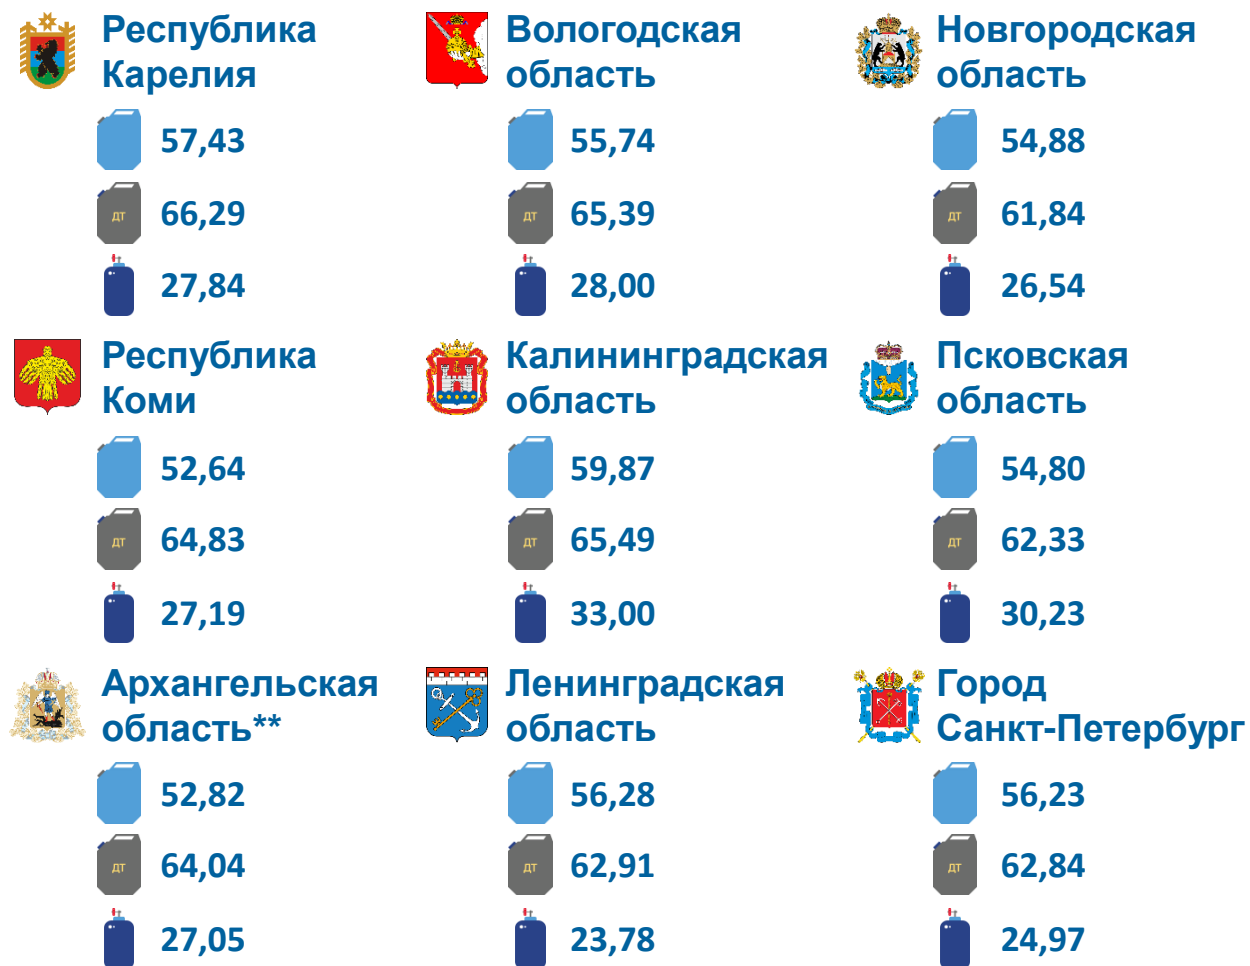 Республика
Карелия
57,43
ДТ
66,29
27,84
Вологодская
область
55,74
ДТ
65,39
28,00
Новгородская
область
54,88
ДТ
61,84
26,54
Республика
Коми
52,64
ДТ
64,83
27,19
Калининградская
область
59,87
ДТ
65,49
33,00
Псковская
область
54,80
ДТ
62,33
30,23
Архангельская
область**
52,82
ДТ
64,04
27,05
Ленинградская
область
56,28
ДТ
62,91
23,78
Город
Санкт-Петербург
56,23
ДТ
62,84
24,97